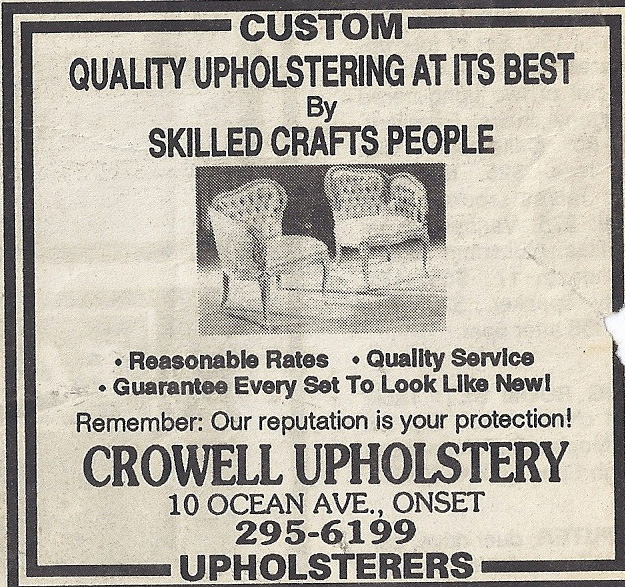 CUSTOM
QUALITY UPHOLSTERING AT ITS BEST
By
SKILLED CRAFTS PEOPLE
• Reasonable Rates • Quality Service
• Guarantee Every Set To Look Like New!
Remember: Our reputation is your protection!
CROWELL UPHOLSTERY
10 OCEAN AVE., ONSET
295-6199
UPHOLSTERERS